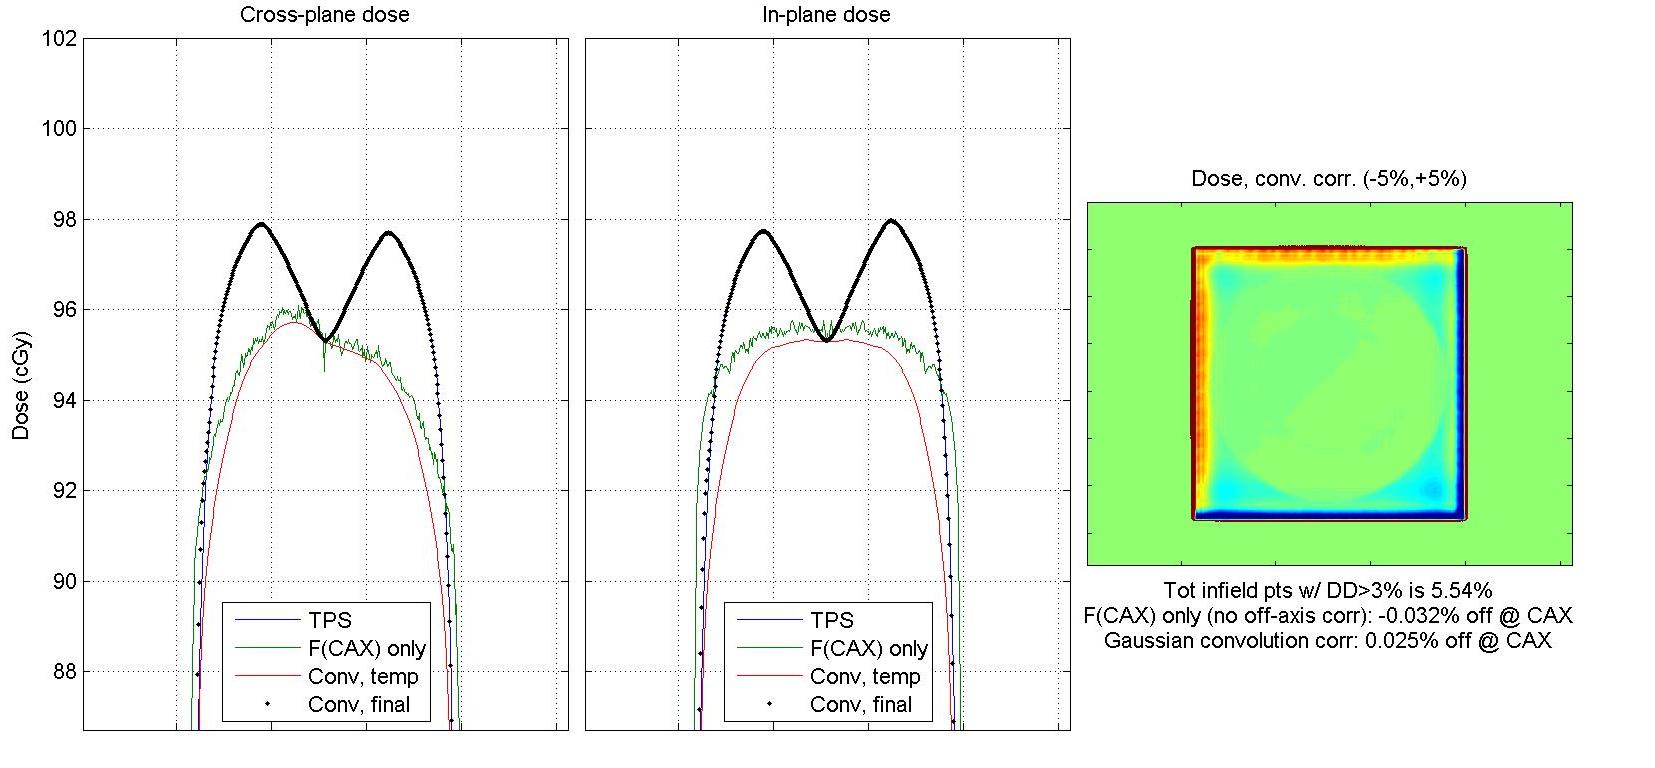 Cross-plane dose
In-plane dose
102
100
98
96
94
92
90
88
Dose (cGy)
TPS
F(CAX) only
Conv, temp
Conv, final
TPS
F(CAX) only
Conv, temp
Conv, final
Dose, conv. corr. (-5%,+5%)
Tot infield pts w/ DD>3% is 5.54%
F(CAX) only (no off-axis corr): -0.032% off @ CAX
Gaussian convolution corr: 0.025% off @ CAX